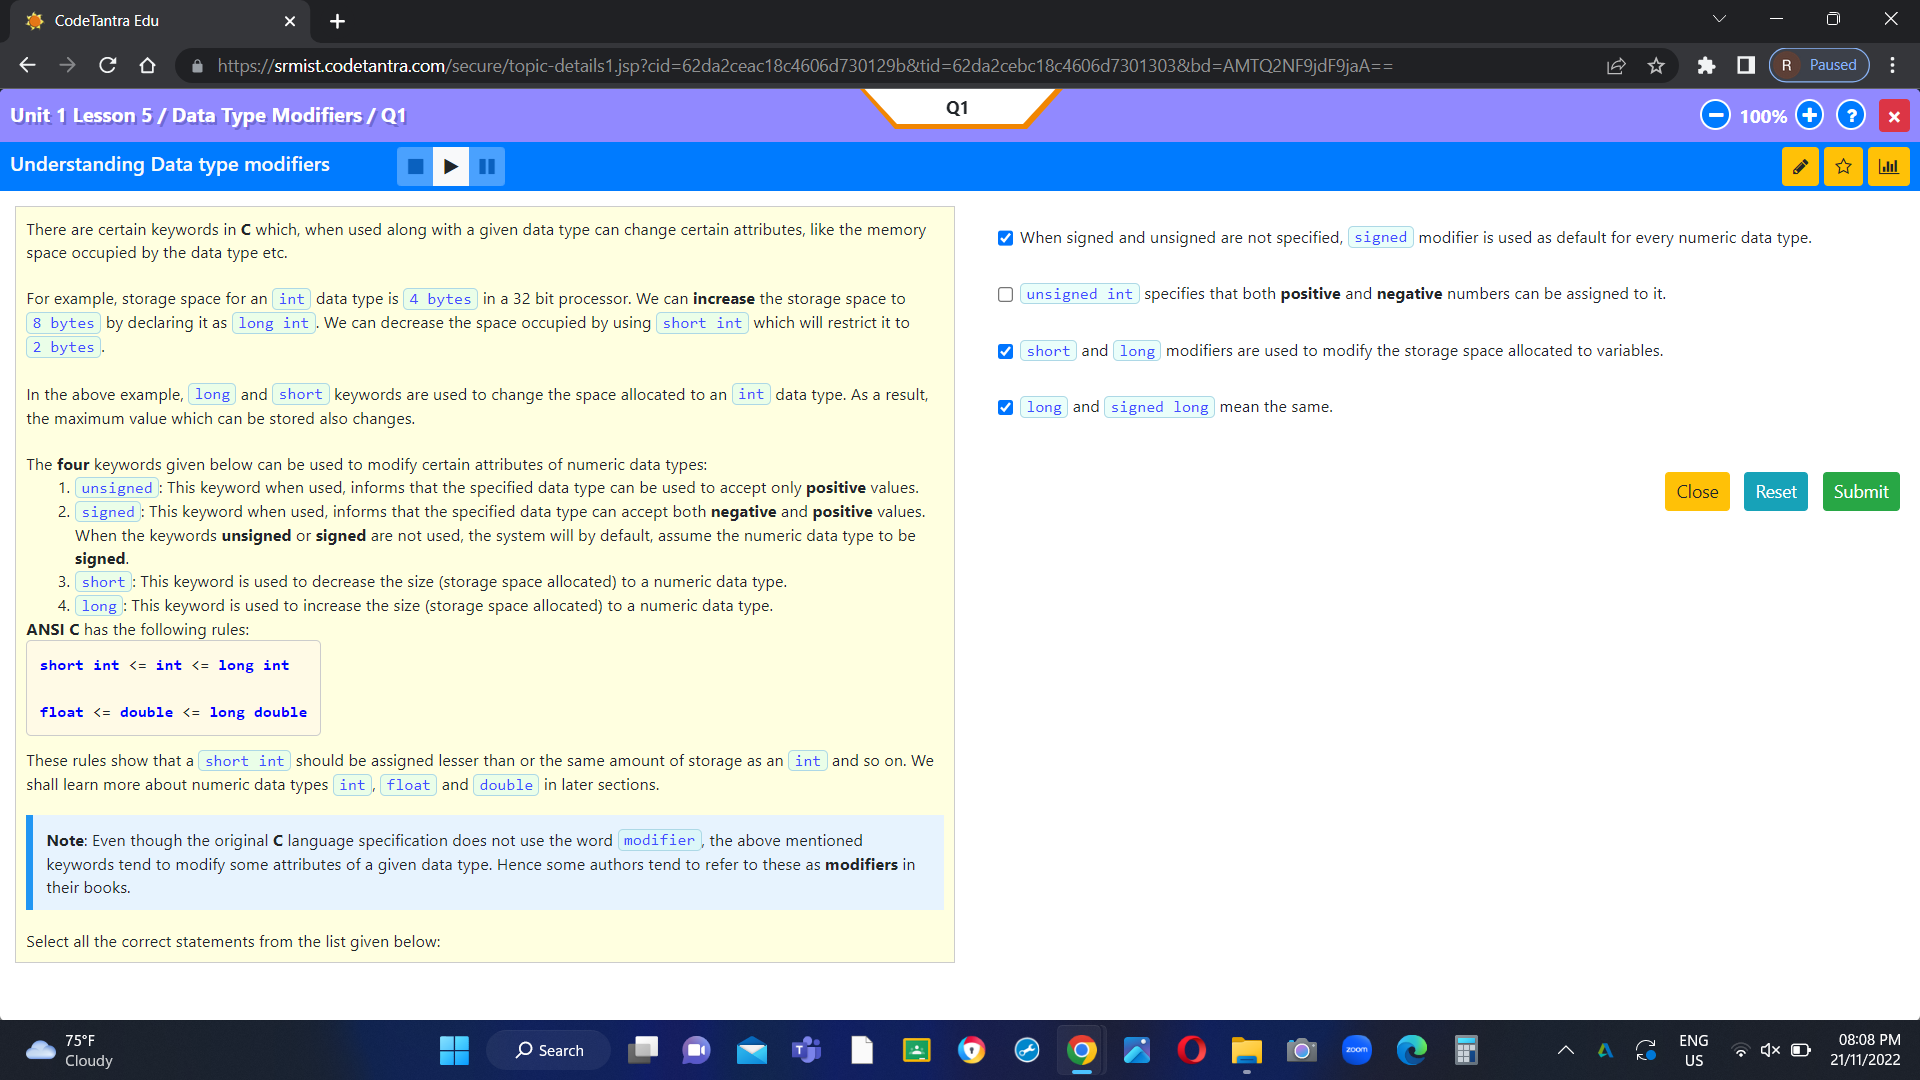 CodeTantra Edu
https://srmist.codetantra.com/secure/topic-details1.jsp?cid=62da2ceac18c4606d730129b&tid=62da2cebc18c4606d7301303&bd=AMTQ2NF9jdF9jaA==
R Paused
Unit 1 Lesson 5 / Data Type Modifiers / Q1
Q1
100%
?
Understanding Data type modifiers
There are certain keywords in C which, when used along with a given data type can change certain attributes, like the memory
space occupied by the data type etc.
For example, storage space for an int data type is 4 bytes in a 32 bit processor. We can increase the storage space to
8 bytes by declaring it as long int. We can decrease the space occupied by using short int which will restrict it to
2 bytes.
In the above example, long and short keywords are used to change the space allocated to an int data type. As a result,
the maximum value which can be stored also changes.
The four keywords given below can be used to modify certain attributes of numeric data types:
1. unsigned: This keyword when used, informs that the specified data type can be used to accept only positive values.
2. signed: This keyword when used, informs that the specified data type can accept both negative and positive values.
When the keywords unsigned or signed are not used, the system will by default, assume the numeric data type to be
signed.
3. short: This keyword is used to decrease the size (storage space allocated) to a numeric data type.
4. long: This keyword is used to increase the size (storage space allocated) to a numeric data type.
ANSI C has the following rules:
short int <= int <= long int
float <= double <= long double
These rules show that a short int should be assigned lesser than or the same amount of storage as an int and so on. We
shall learn more about numeric data types int, float and double in later sections.
Note: Even though the original C language specification does not use the word modifier, the above mentioned
keywords tend to modify some attributes of a given data type. Hence some authors tend to refer to these as modifiers in
their books.
Select all the correct statements from the list given below:
When signed and unsigned are not specified, signed modifier is used as default for every numeric data type.
unsigned int specifies that both positive and negative numbers can be assigned to it.
short and long modifiers are used to modify the storage space allocated to variables.
long and signed long mean the same.
Close Reset Submit
75°F
Cloudy
Search
zoom
ENG
US
08:08 PM
21/11/2022